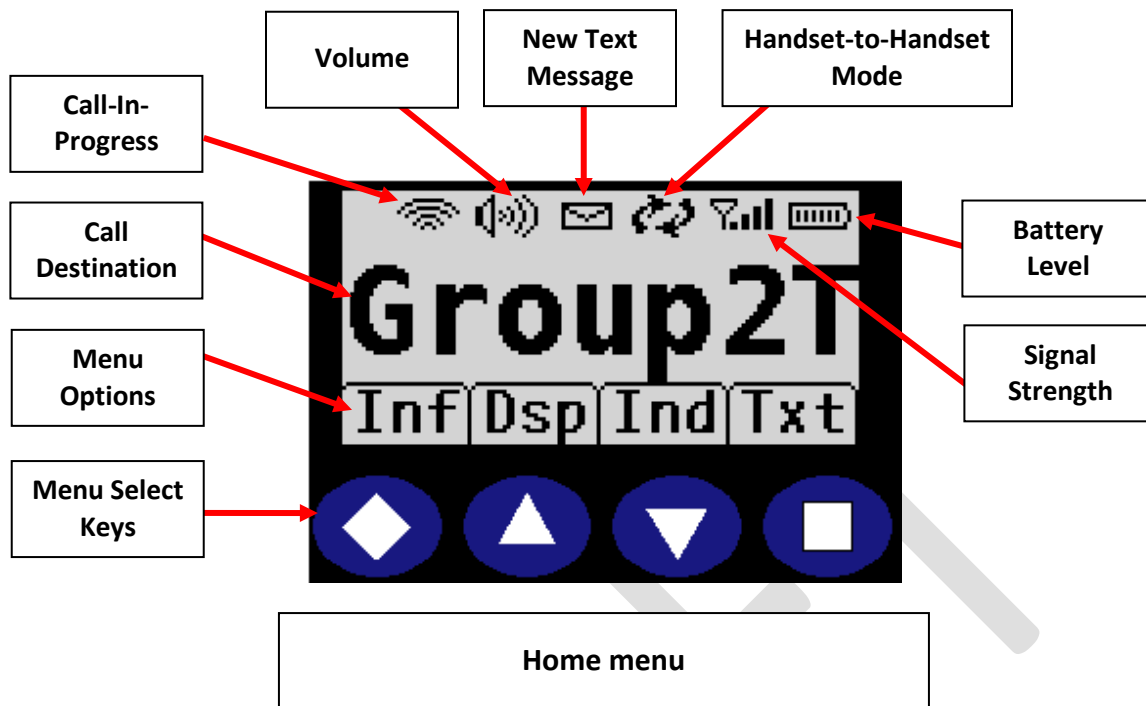 Volume
New Text
Message
Handset-to-Handset
Mode
Call-In-
Progress
Call
Destination
Battery
Level
Group2T
Menu
Options
Signal
Strength
Inf Dsp Ind Txt
Menu Select
Keys
Home menu